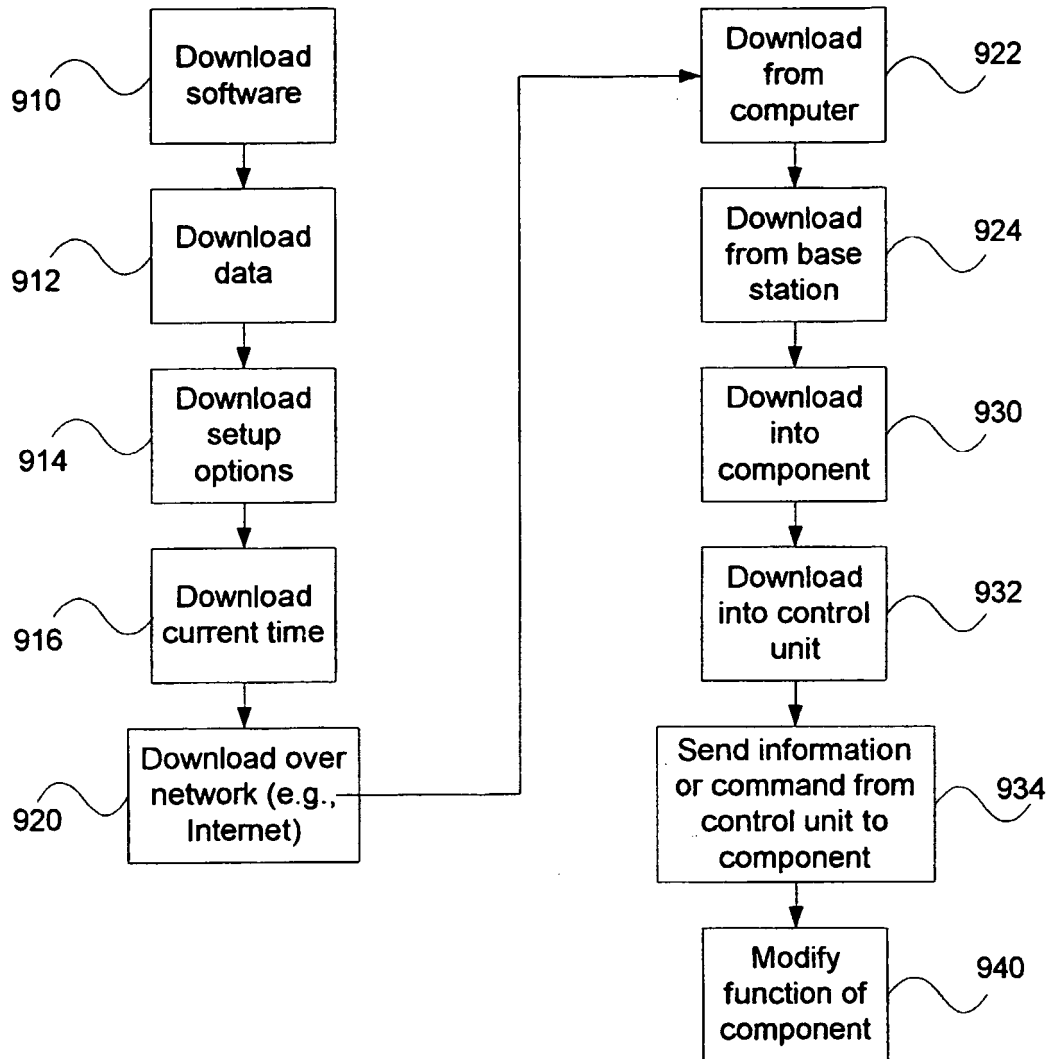 Download
software
910
Download
data
912
Download
setup
options
914
Download
current time
916
Download over
network (e.g.,
Internet)
920
Download
from
computer
922
Download
from base
station
924
Download
into
component
930
Download
into control
unit
932
Send information
or command from
control unit to
component
934
Modify
function of
component
940